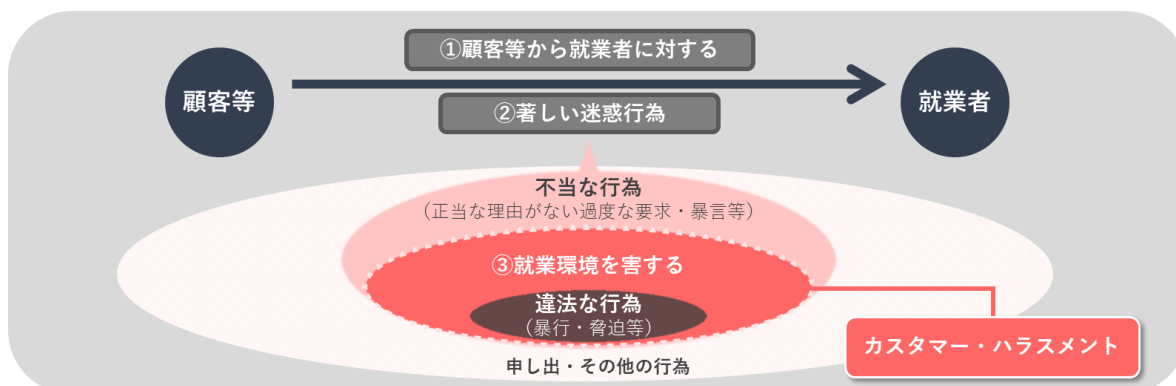 ①顧客等から就業者に対する
顧客等
就業者
②著しい迷惑行為
不当な行為
（正当な理由がない過度な要求・暴言等）
③就業環境を害する
違法な行為
（暴行・脅迫等）
カスタマー・ハラスメント
申し出・その他の行為